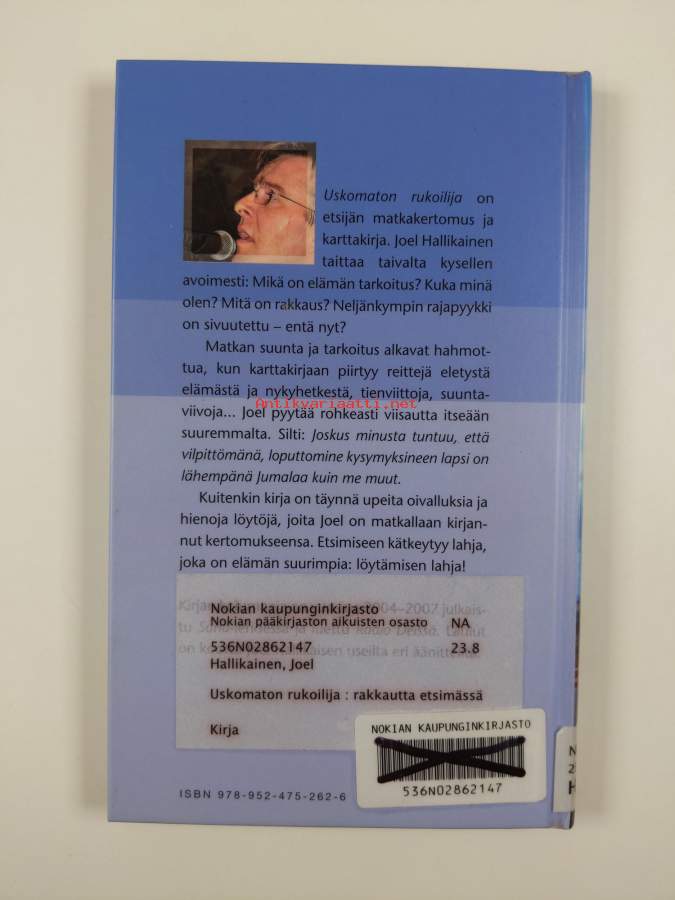 Uskomaton rukoilija on
etsijän matkakertomus ja
karttakirja. Joel Hallikainen
taittaa taivalta kysellen
avoimesti: Mikä on elämän tarkoitus? Kuka minä
olen? Mitä on rakkaus? Neljänkympin rajapyykki
on sivuutettu – entä nyt?
Matkan suunta ja tarkoitus alkavat hahmot-
tua, kun karttakirjaan piirtyy reittejä eletystä
elämästä ja nykyhetkestä, tienviittoja, suunta-
viivoja... Joel pyytää rohkeasti viisautta itseään
Antikvariaatti.net
suuremmalta. Silti: Joskus minusta tuntuu, että
vilpittömänä, loputtomine kysymyksineen lapsi on
lähempänä Jumalaa kuin me muut.
Kuitenkin kirja on täynnä upeita oivalluksia ja
hienoja löytöjä, joita Joel on matkallaan kirjan-
nut kertomukseensa. Etsimiseen kätkeytyy lahja,
joka on elämän suurimpia: löytämisen lahja!
2004–2007 julkais-
Nokian kaupunginkirjasto
Nokian pääkirjaston aikuisten osasto NA
536N02862147 23.8
Hallikainen, Joel
useilta eri
Uskomaton rukoilija : rakkautta etsimässä
Kirja
NOKIAN KAUPUNGINKIRJASTO
536N02862147
ISBN 978-952-475-262-6
N
2
H